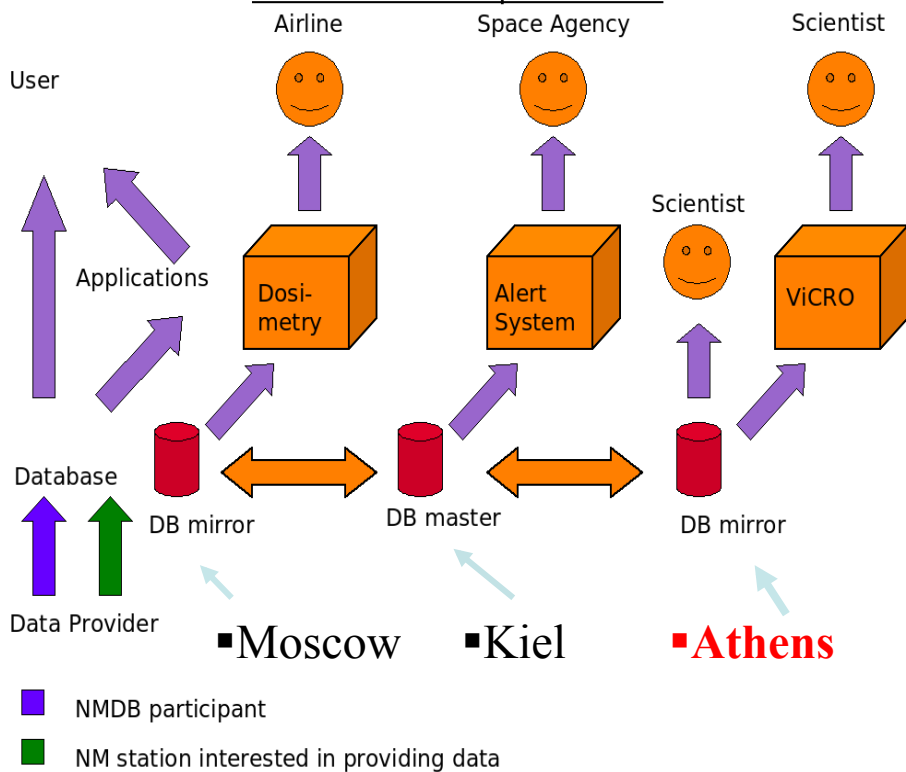 Airline
Space Agency
Scientist
User
Scientist
Applications
Dosi-
metry
Alert
System
ViCRO
Database
DB mirror
DB master
DB mirror
Data Provider
▪Moscow
▪Kiel
▪Athens
NMDB participant
NM station interested in providing data